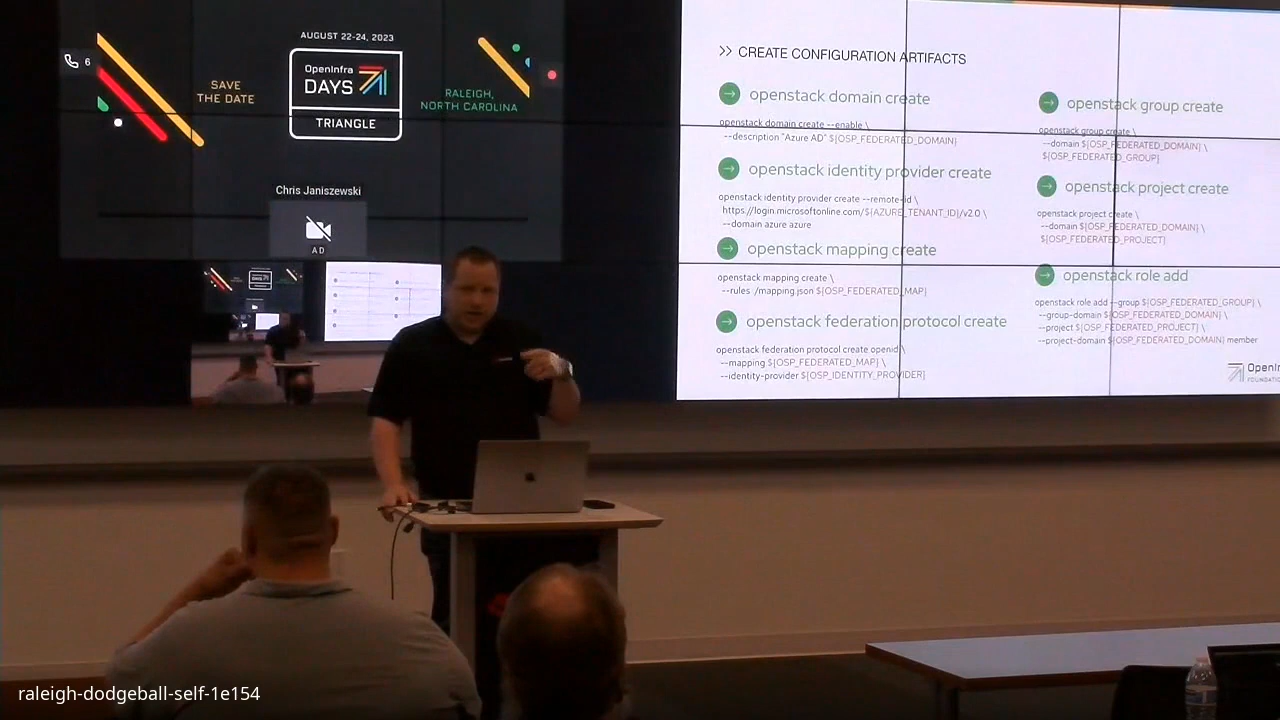 AUGUST 22-24, 2023
6
SAVE
THE DATE
OpenInfra
DAYS
TRIANGLE
RALEIGH,
NORTH CAROLINA
Chris Janiszewski
AD
>> CREATE CONFIGURATION ARTIFACTS
openstack domain create
openstack domain create --enable \
--description "Azure AD" ${OSP_FEDERATED_DOMAIN}
openstack identity provider create
openstack identity provider create --remote-id \
https://login.microsoftonline.com/${AZURE_TENANT_ID}/v2.0 \
--domain azure azure
openstack mapping create
openstack mapping create \
--rules /mapping.json ${OSP_FEDERATED_MAP}
openstack federation protocol create
openstack federation protocol create openid \
--mapping ${OSP_FEDERATED_MAP} \
--identity-provider ${OSP_IDENTITY_PROVIDER}
openstack group create
openstack group create \
--domain ${OSP_FEDERATED_DOMAIN} \
${OSP_FEDERATED_GROUP}
openstack project create
openstack project create \
--domain ${OSP_FEDERATED_DOMAIN} \
${OSP_FEDERATED_PROJECT}
openstack role add
openstack role add --group ${OSP_FEDERATED_GROUP} \
--group-domain ${OSP_FEDERATED_DOMAIN} \
--project ${OSP_FEDERATED_PROJECT} \
--project-domain ${OSP_FEDERATED_DOMAIN} member
raleigh-dodgeball-self-1e154